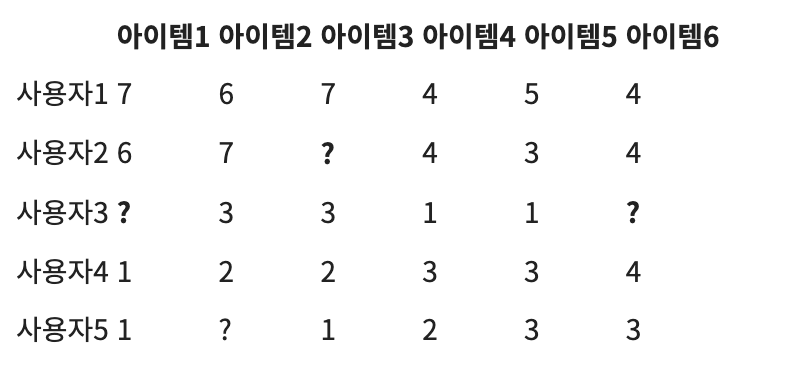 아이템1 아이템2 아이템3 아이템4 아이템5 아이템6
사용자1 7 6 7 4 5 4
사용자2 6 7 ? 4 3 4
사용자3 ? 3 3 1 1 ?
사용자4 1 2 2 3 3 4
사용자5 1 ? 1 2 3 3